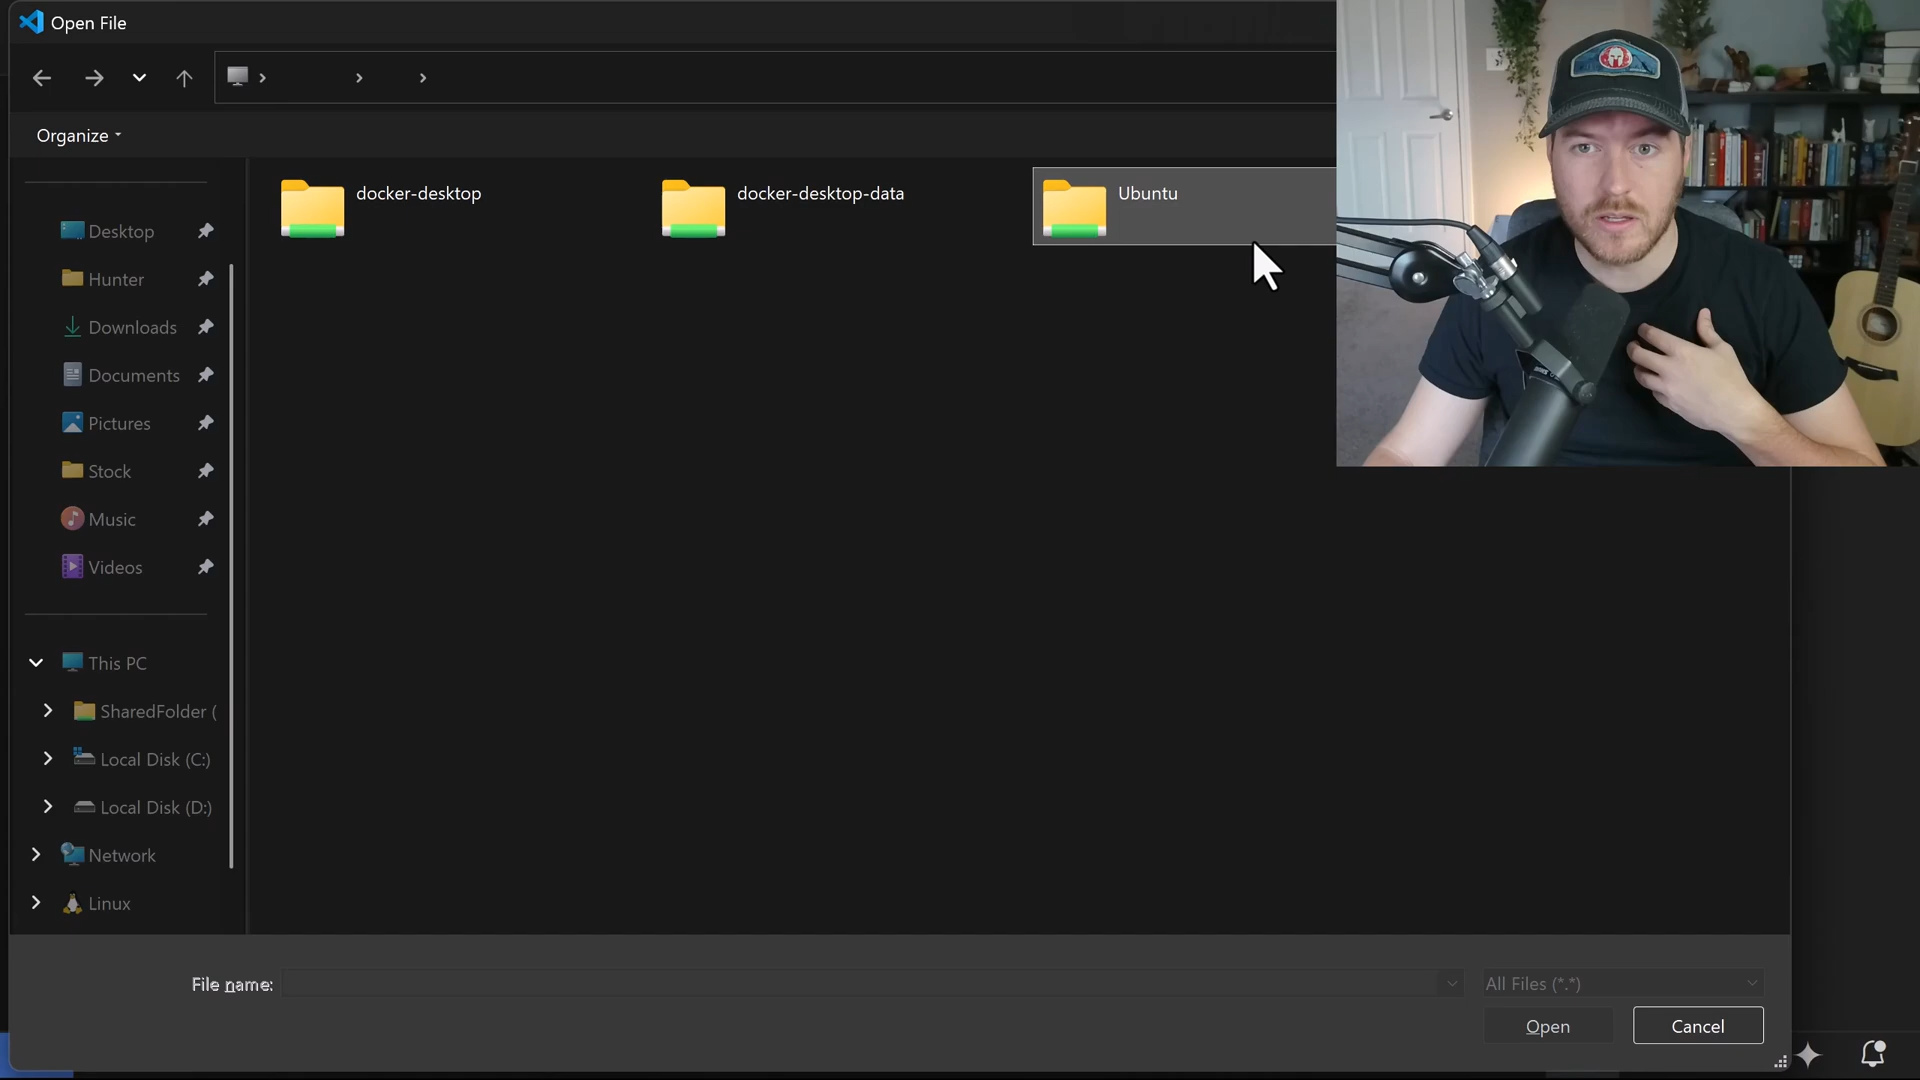 Open File
Organize
docker-desktop
docker-desktop-data
Ubuntu
Desktop
Hunter
Downloads
Documents
Pictures
Stock
Music
Videos
This PC
SharedFolder (
Local Disk (C:)
Local Disk (D:)
Network
Linux
File name:
All Files (*.*)
Open
Cancel